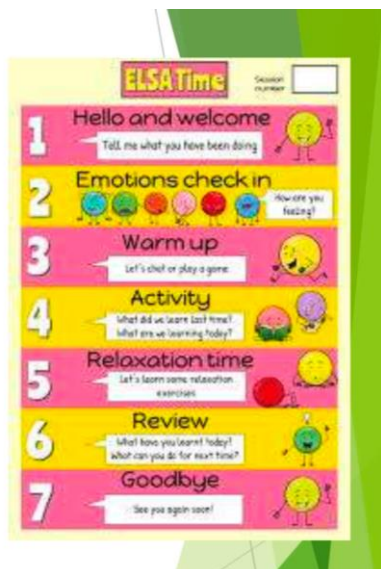 ELSA Time
Session
number
1
Hello and welcome
Tell me what you have been doing
2
Emotions check in
How are you
feeling?
3
Warm up
Let's chat or play a game
4
Activity
What did we learn last time?
What are we learning today?
5
Relaxation time
Let's learn some relaxation
exercises
6
Review
What have you learnt today?
What can you do for next time?
7
Goodbye
See you again soon!